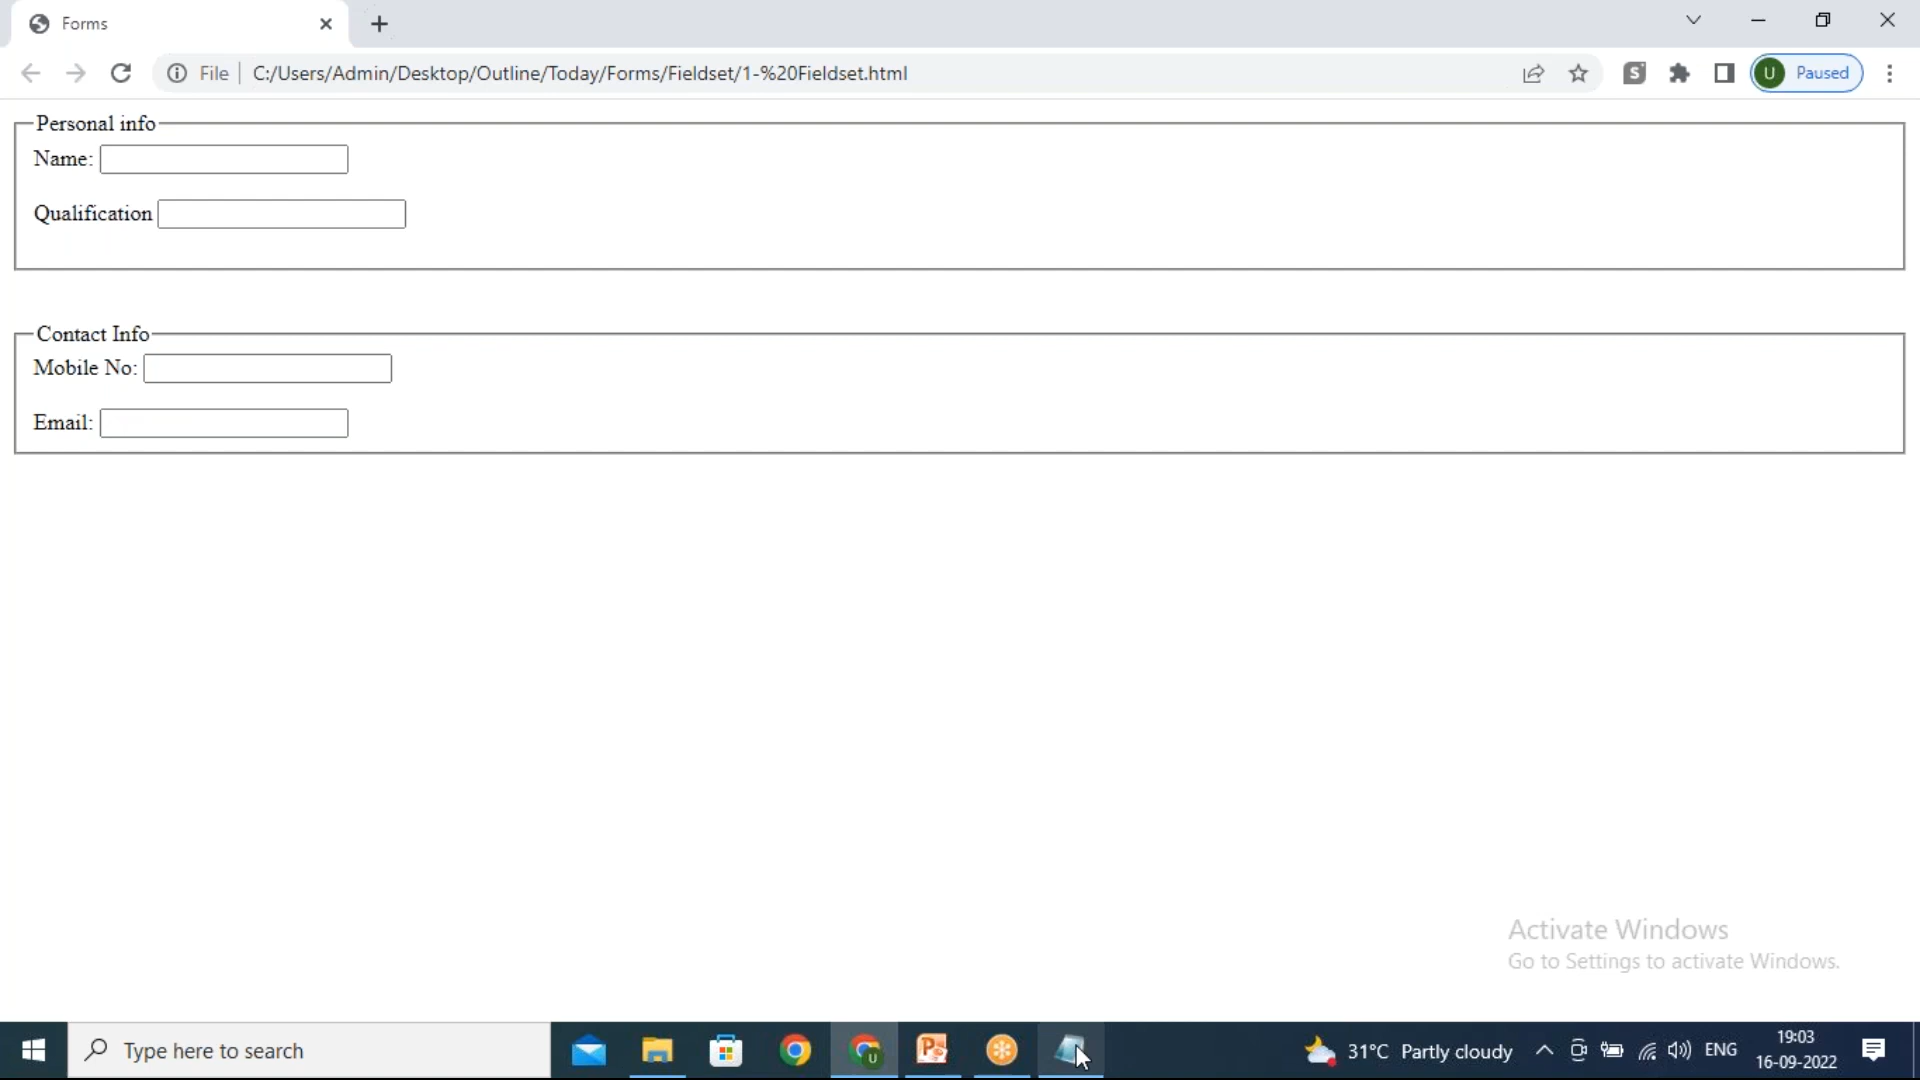 Forms
File
C:/Users/Admin/Desktop/Outline/Today/Forms/Fieldset/1-%20Fieldset.html
S
U
Paused
Personal info
Name:
Qualification
Contact Info
Mobile No:
Email:
Activate Windows
Go to Settings to activate Windows.
Type here to search
31°C Partly cloudy
ENG
19:03
16-09-2022